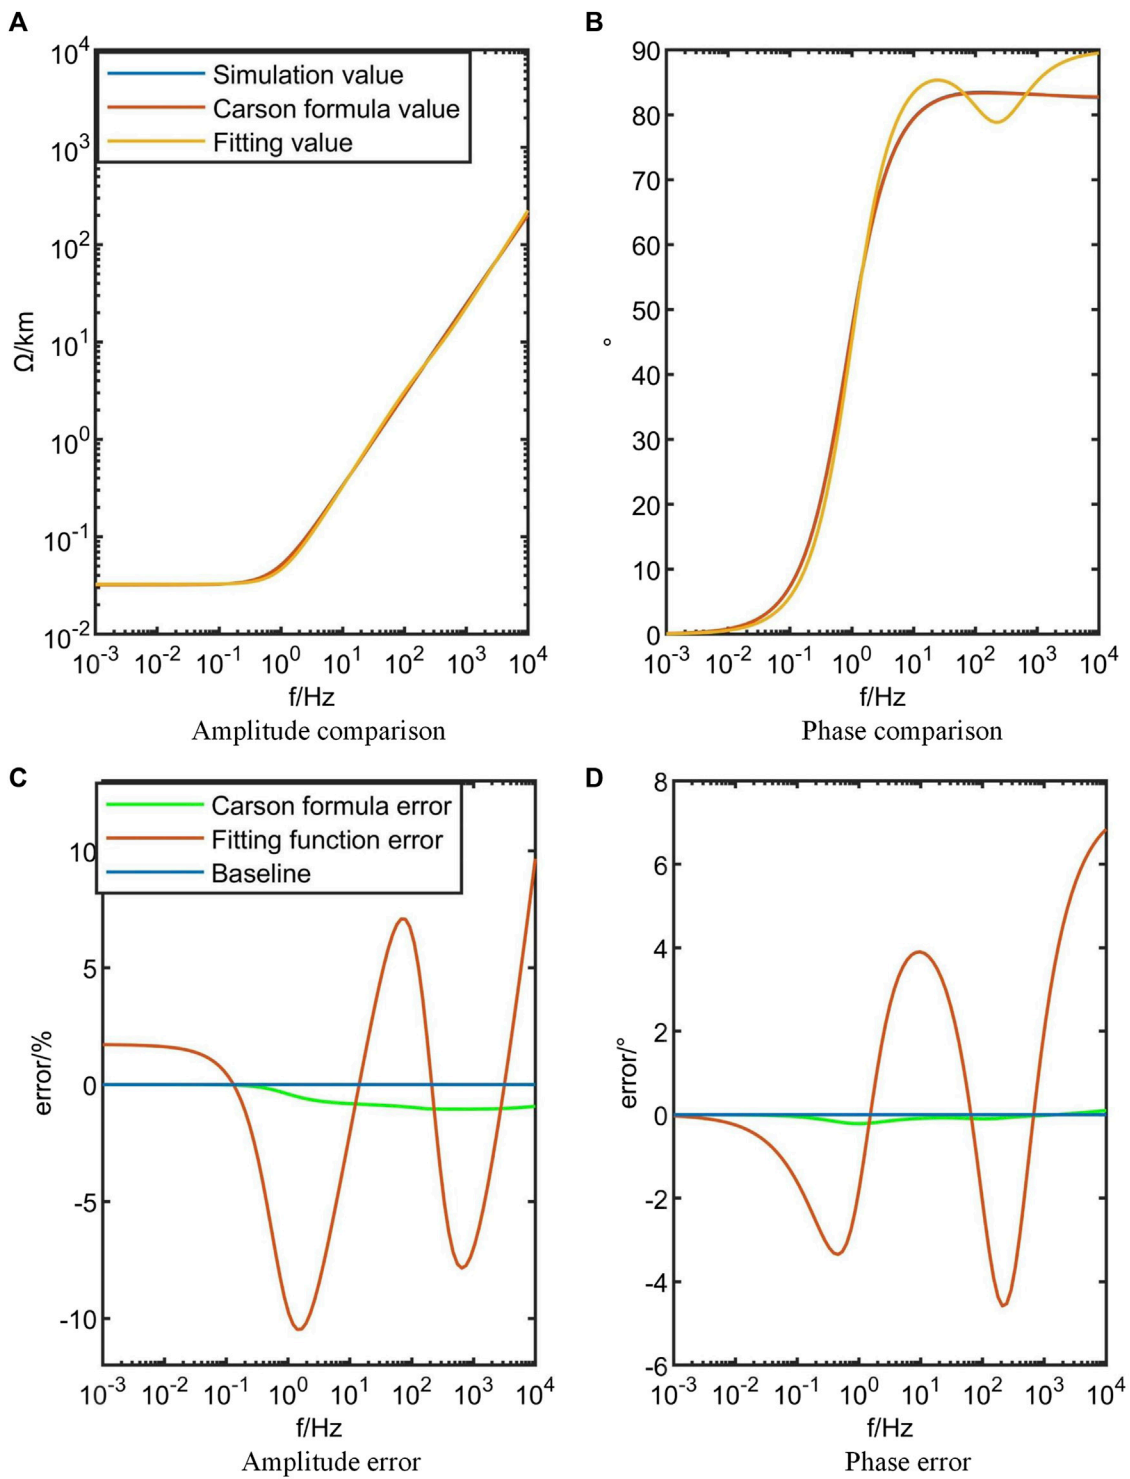 A
B
10^4
10^3
10^2
10^1
10^0
10^-1
10^-2
Ω/km
Simulation value
Carson formula value
Fitting value
10^-3 10^-2 10^-1 10^0 10^1 10^2 10^3 10^4
f/Hz
Amplitude comparison
90
80
70
60
50
40
30
20
10
0
°
10^-3 10^-2 10^-1 10^0 10^1 10^2 10^3 10^4
f/Hz
Phase comparison
C
D
10
5
0
-5
-10
error/%
Carson formula error
Fitting function error
Baseline
10^-3 10^-2 10^-1 10^0 10^1 10^2 10^3 10^4
f/Hz
Amplitude error
8
6
4
2
0
-2
-4
-6
error/°
10^-3 10^-2 10^-1 10^0 10^1 10^2 10^3 10^4
f/Hz
Phase error